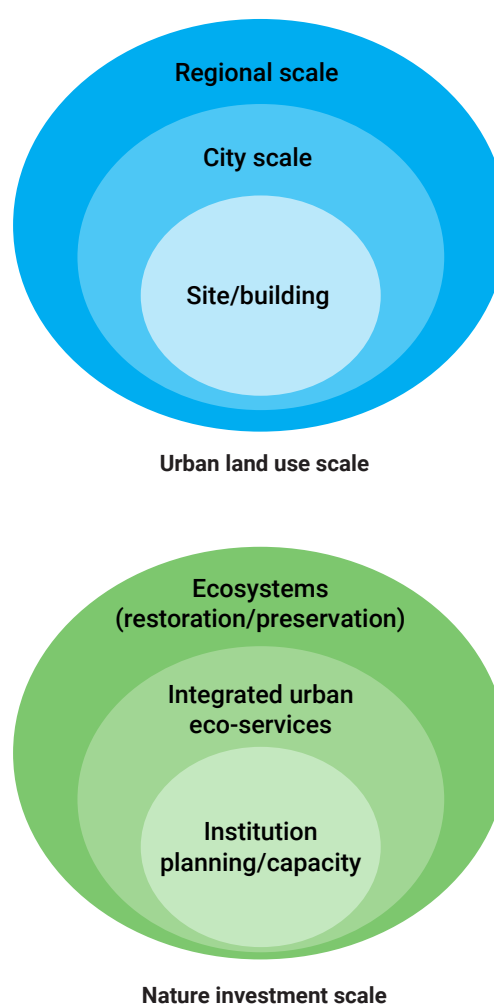 Regional scale
City scale
Site/building
Urban land use scale
Ecosystems
(restoration/preservation)
Integrated urban
eco-services
Institution
planning/capacity
Nature investment scale